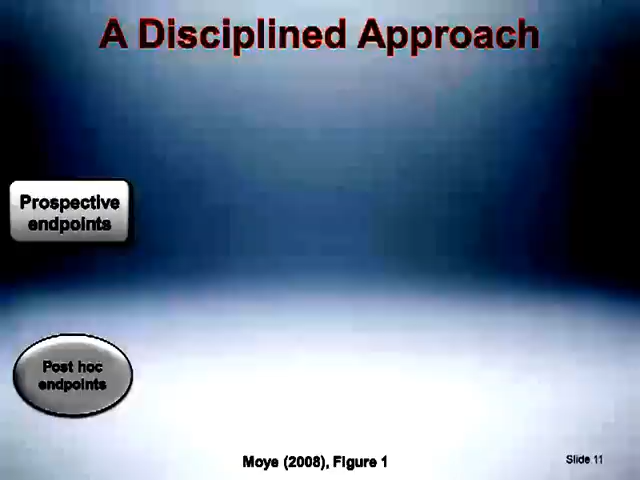 A Disciplined Approach
Prospective
endpoints
Post hoc
endpoints
Moye (2008), Figure 1
Slide 11